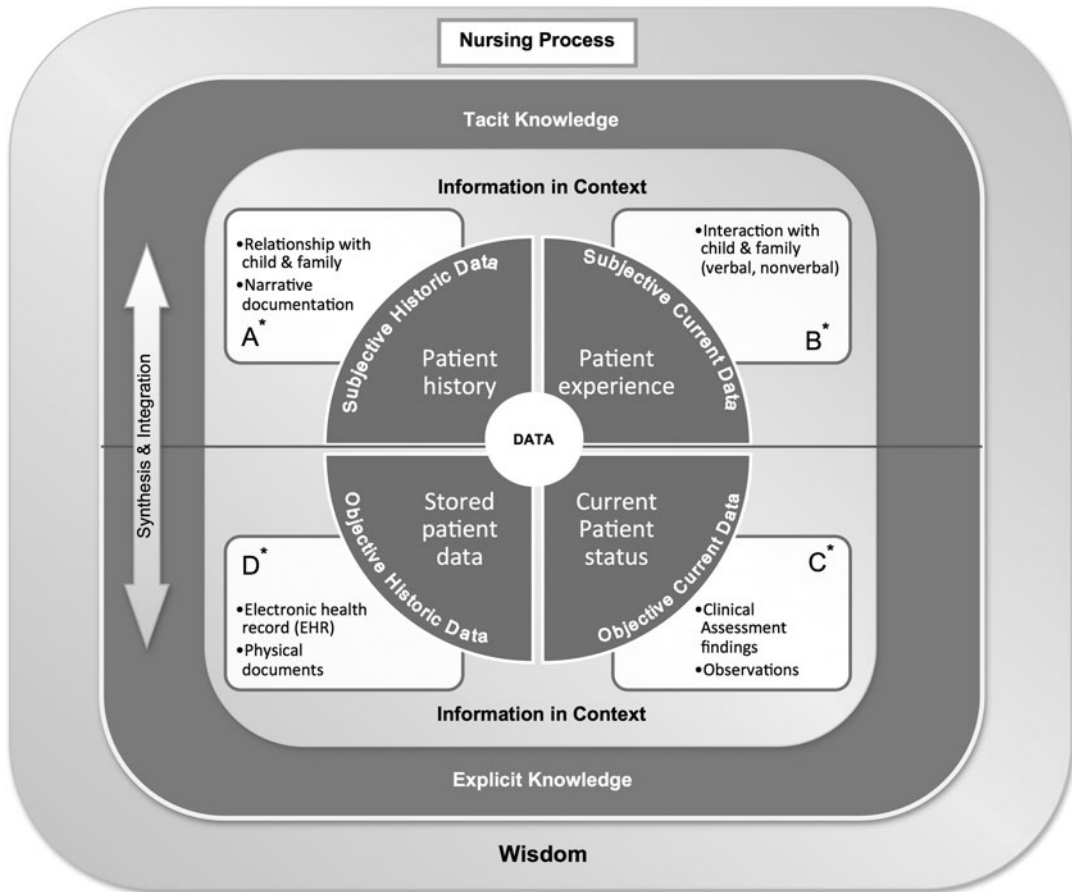 Nursing Process
Tacit Knowledge
Information in Context
•Relationship with
child & family
•Narrative
documentation
A*
Subjective Historic Data
Patient
history
Subjective Current Data
Patient
experience
•Interaction with
child & family
(verbal, nonverbal)
B*
Synthesis & Integration
DATA
D*
•Electronic health
record (EHR)
•Physical
documents
Objective Historic Data
Stored
patient
data
Current
Patient
status
Objective Current Data
C*
•Clinical
Assessment
findings
•Observations
Information in Context
Explicit Knowledge
Wisdom